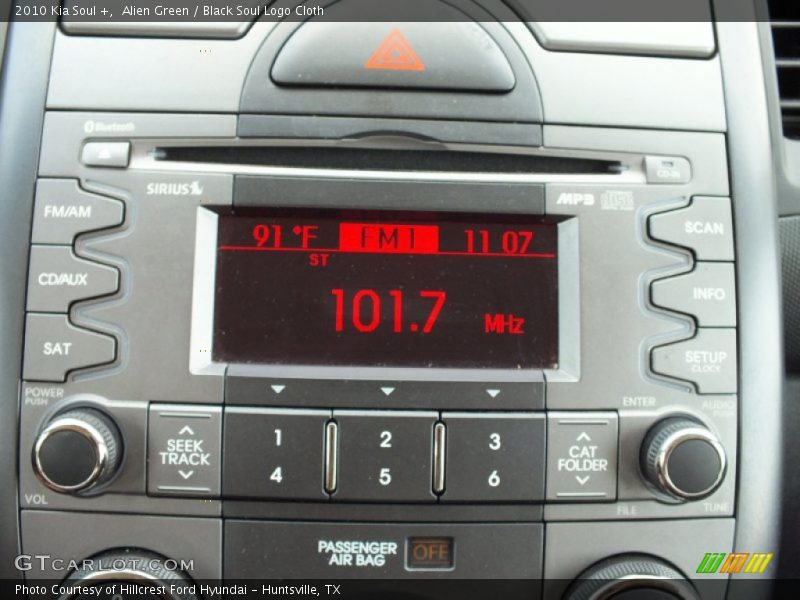 2010 Kia Soul +,  Alien Green / Black Soul Logo Cloth
Bluetooth
CD-IN
SIRIUS
MP3
FM/AM
SCAN
91 °F FM1 11 07
ST
CD/AUX
INFO
101.7 MHz
SAT
SETUP
CLOCK
POWER
PUSH
ENTER
AUDIO
PUSH
SEEK
TRACK
1 2 3
4 5 6
CAT
FOLDER
VOL
FILE
TUNE
PASSENGER
AIR BAG
OFF
GTCARLOT.COM
Photo Courtesy of Hillcrest Ford Hyundai - Huntsville, TX